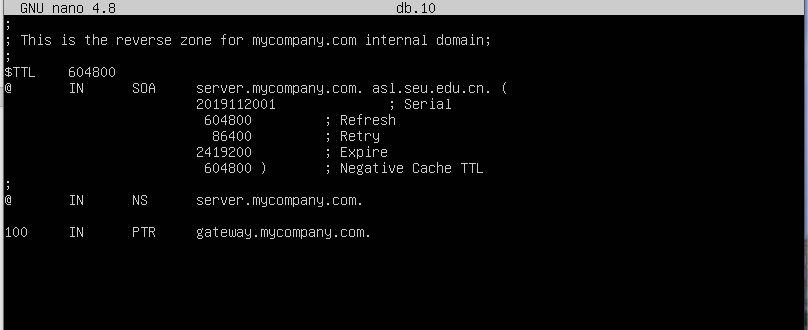 GNU nano 4.8 db.10
;
; This is the reverse zone for mycompany.com internal domain;
;
$TTL 604800
@ IN SOA server.mycompany.com. asl.seu.edu.cn. (
2019112001 ; Serial
604800 ; Refresh
86400 ; Retry
2419200 ; Expire
604800 ) ; Negative Cache TTL
;
@ IN NS server.mycompany.com.
100 IN PTR gateway.mycompany.com.